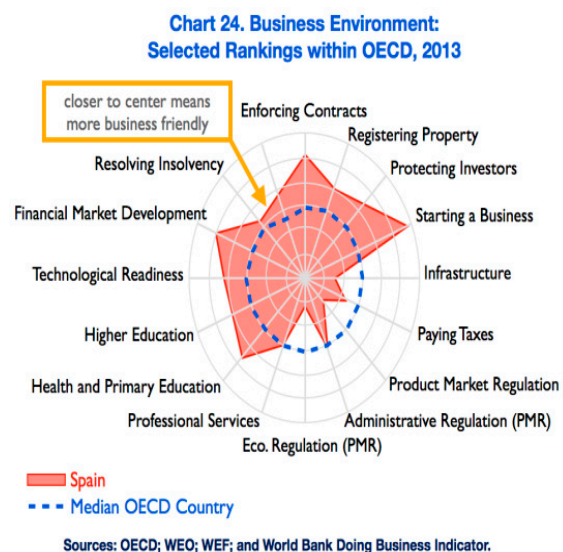 Chart 24. Business Environment:
Selected Rankings within OECD, 2013
closer to center means
more business friendly
Enforcing Contracts
Registering Property
Protecting Investors
Starting a Business
Infrastructure
Paying Taxes
Product Market Regulation
Administrative Regulation (PMR)
Eco. Regulation (PMR)
Professional Services
Health and Primary Education
Higher Education
Technological Readiness
Financial Market Development
Resolving Insolvency
Spain
Median OECD Country
Sources: OECD; WEO; WEF; and World Bank Doing Business Indicator.